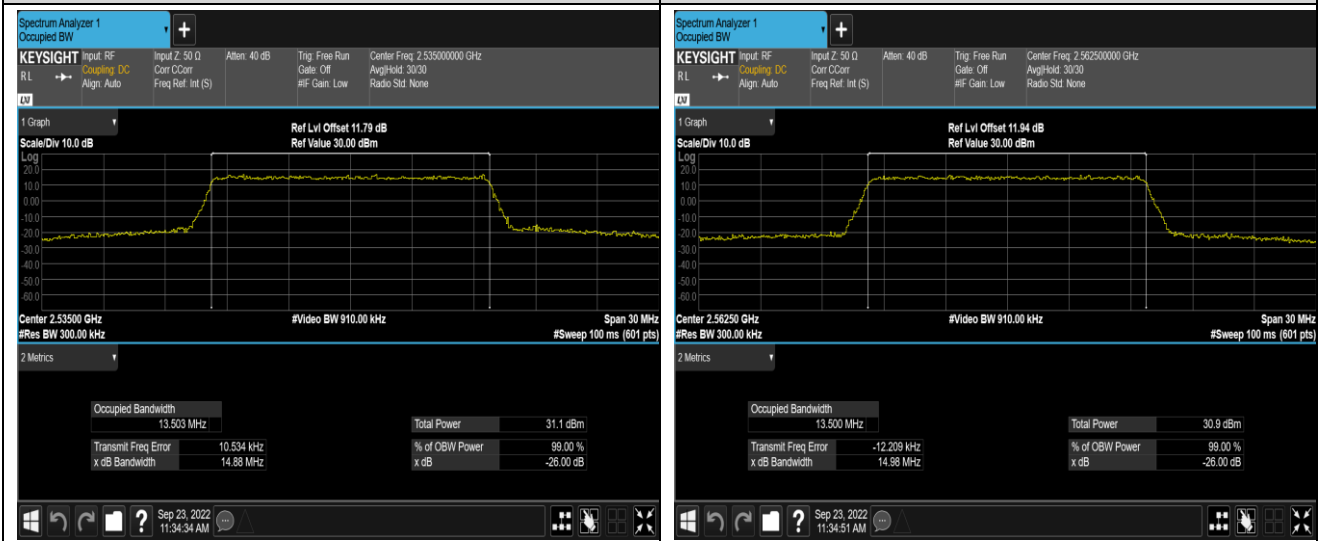 Spectrum Analyzer 1
Occupied BW
+
KEYSIGHT Input: RF Input Z: 50 Ω Atten: 40 dB Trig: Free Run Center Freq: 2.535000000 GHz
RL Coupling: DC Corr CCorr Gate: Off Avg|Hold: 30/30
Align: Auto Freq Ref: Int (S) #IF Gain: Low Radio Std: None
LXI
1 Graph
Ref Lvl Offset 11.79 dB
Scale/Div 10.0 dB Ref Value 30.00 dBm
Log
20.0
10.0
0.00
-10.0
-20.0
-30.0
-40.0
-50.0
-60.0
Center 2.53500 GHz #Video BW 910.00 kHz Span 30 MHz
#Res BW 300.00 kHz #Sweep 100 ms (601 pts)
2 Metrics
Occupied Bandwidth
13.503 MHz Total Power 31.1 dBm
Transmit Freq Error 10.534 kHz % of OBW Power 99.00 %
x dB Bandwidth 14.88 MHz x dB -26.00 dB
? Sep 23, 2022
11:34:34 AM
Spectrum Analyzer 1
Occupied BW
+
KEYSIGHT Input: RF Input Z: 50 Ω Atten: 40 dB Trig: Free Run Center Freq: 2.562500000 GHz
RL Coupling: DC Corr CCorr Gate: Off Avg|Hold: 30/30
Align: Auto Freq Ref: Int (S) #IF Gain: Low Radio Std: None
LXI
1 Graph
Ref Lvl Offset 11.94 dB
Scale/Div 10.0 dB Ref Value 30.00 dBm
Log
20.0
10.0
0.00
-10.0
-20.0
-30.0
-40.0
-50.0
-60.0
Center 2.56250 GHz #Video BW 910.00 kHz Span 30 MHz
#Res BW 300.00 kHz #Sweep 100 ms (601 pts)
2 Metrics
Occupied Bandwidth
13.500 MHz Total Power 30.9 dBm
Transmit Freq Error -12.209 kHz % of OBW Power 99.00 %
x dB Bandwidth 14.98 MHz x dB -26.00 dB
? Sep 23, 2022
11:34:51 AM